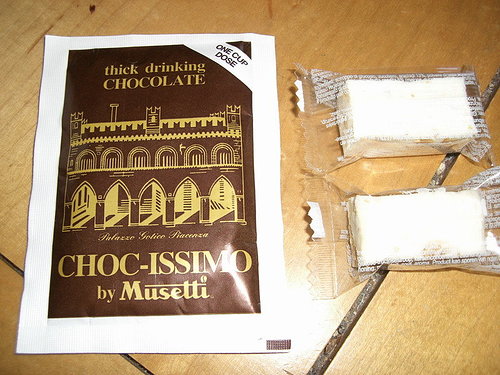 ONE CUP
DOSE
thick drinking
CHOCOLATE
Palazzo Gotico Piacenza
CHOC-ISSIMO
by Musetti